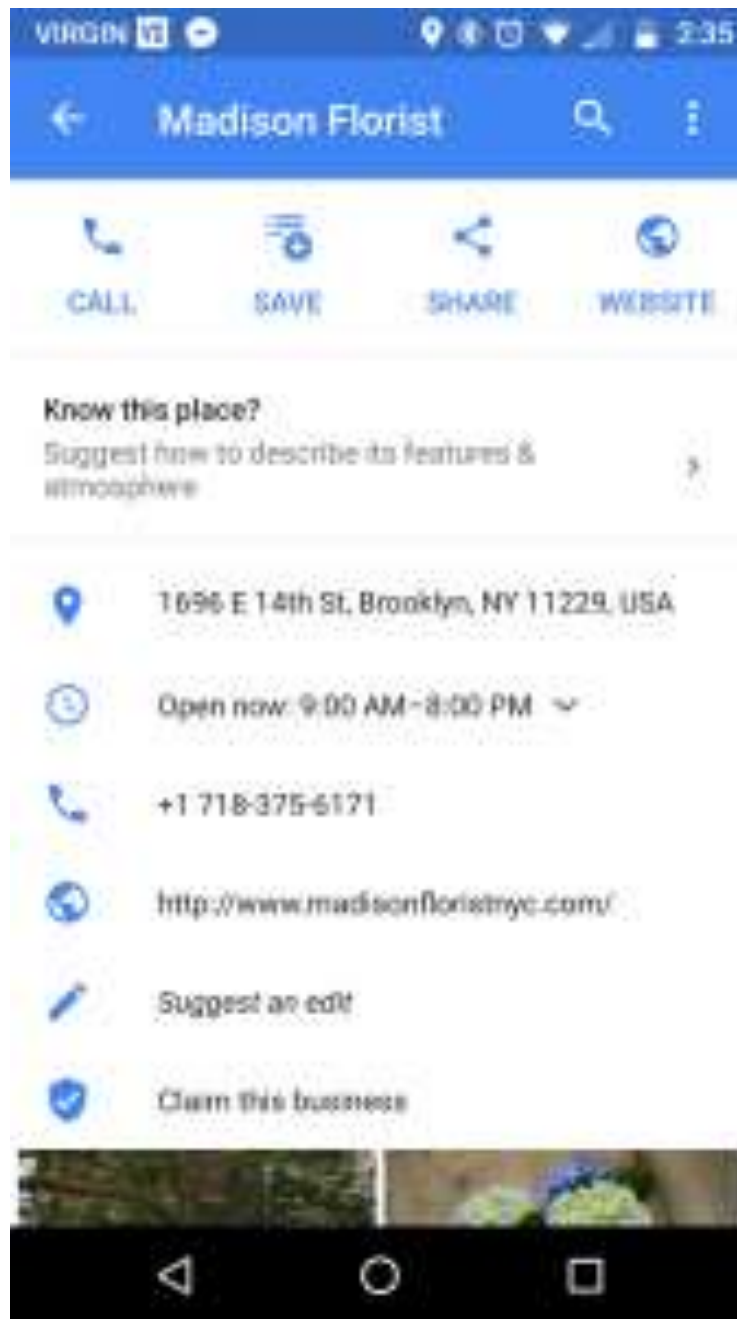 VIRGIN 2:35
Madison Florist
CALL SAVE SHARE WEBSITE
Know this place?
Suggest how to describe its features &
atmosphere
1696 E 14th St, Brooklyn, NY 11229, USA
Open now: 9:00 AM–8:00 PM
+1 718-375-6171
http://www.madisonfloristnyc.com/
Suggest an edit
Claim this business